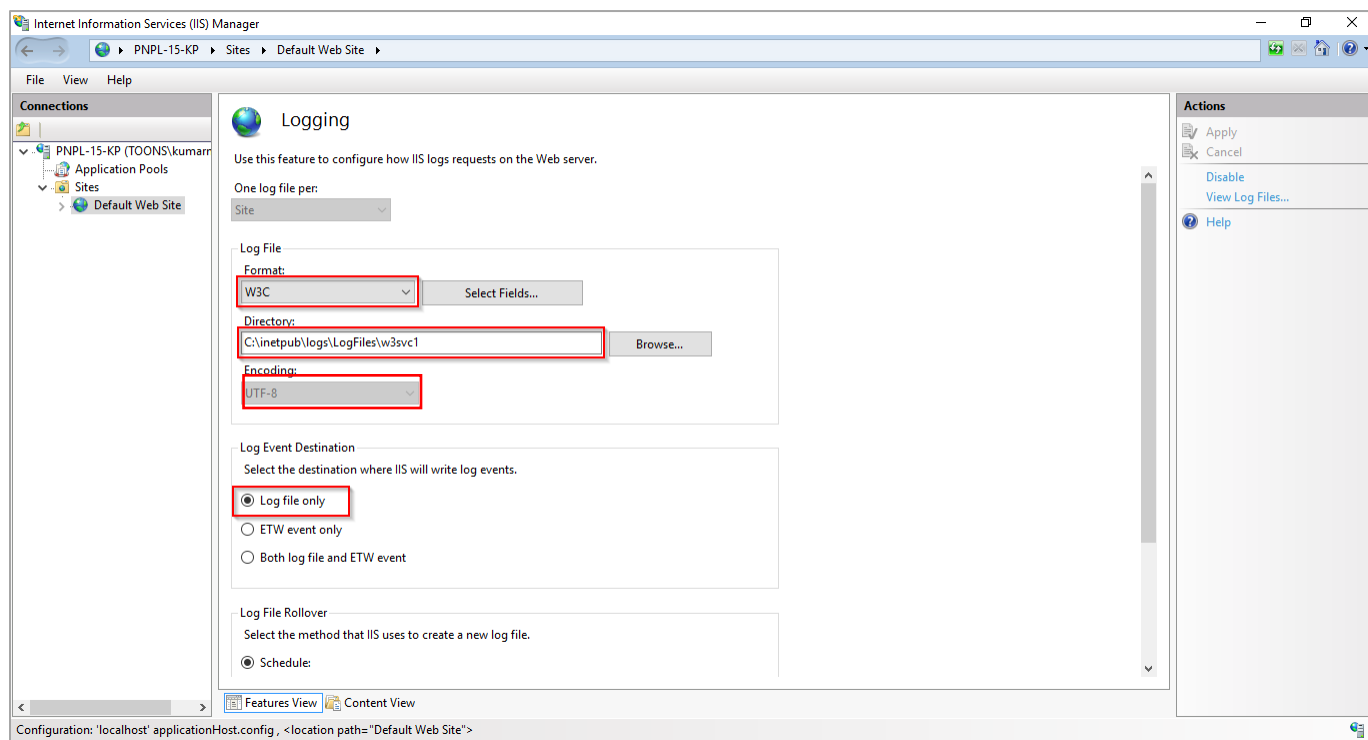 Internet Information Services (IIS) Manager
PNPL-15-KP Sites Default Web Site
File View Help
Connections
PNPL-15-KP (TOONS\kumarr
Application Pools
Sites
Default Web Site
Logging
Use this feature to configure how IIS logs requests on the Web server.
One log file per:
Site
Log File
Format:
W3C
Select Fields...
Directory:
C:\inetpub\logs\LogFiles\w3svc1
Browse...
Encoding:
UTF-8
Log Event Destination
Select the destination where IIS will write log events.
Log file only
ETW event only
Both log file and ETW event
Log File Rollover
Select the method that IIS uses to create a new log file.
Schedule:
Features View Content View
Actions
Apply
Cancel
Disable
View Log Files...
Help
Configuration: 'localhost' applicationHost.config , <location path="Default Web Site">